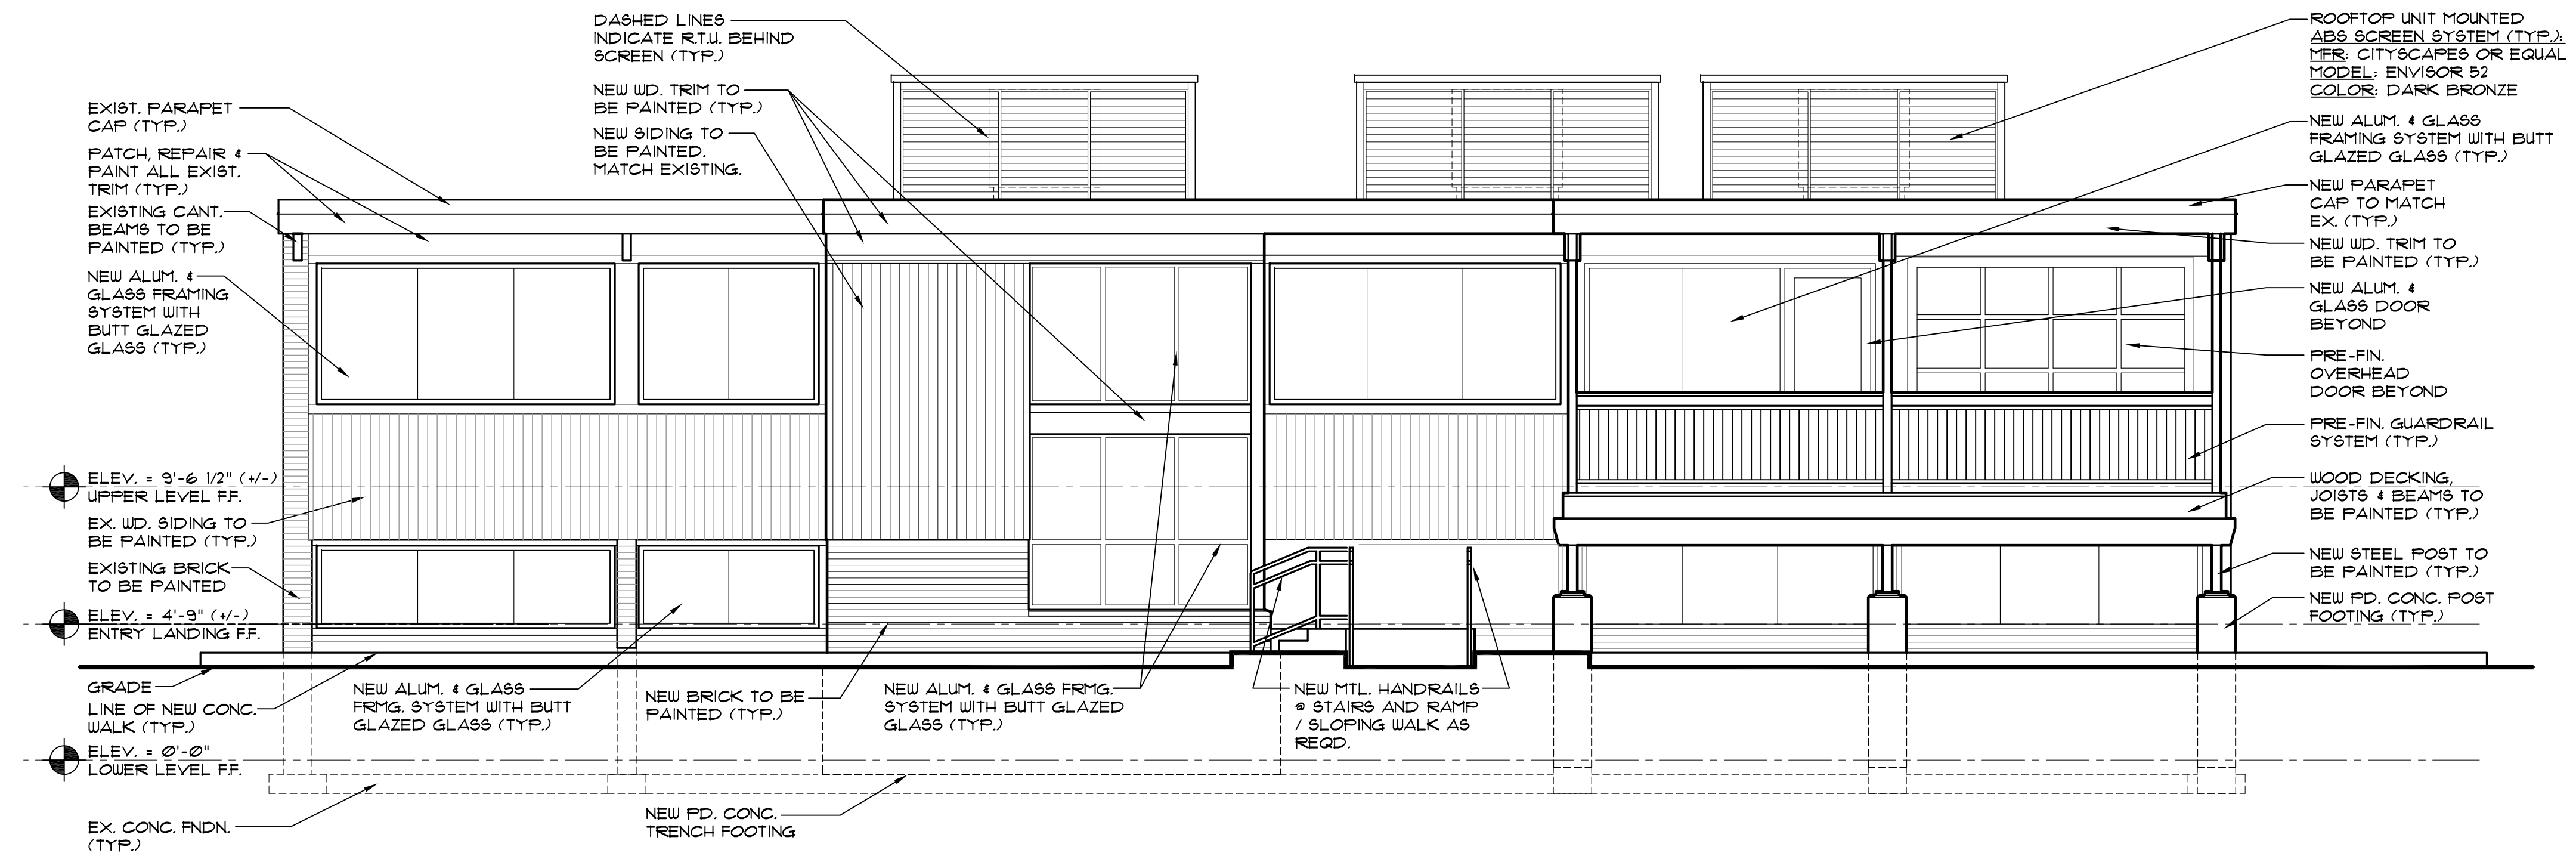 DASHED LINES
INDICATE R.T.U. BEHIND
SCREEN (TYP.)
NEW WD. TRIM TO
BE PAINTED (TYP.)
NEW SIDING TO
BE PAINTED.
MATCH EXISTING.
EXIST. PARAPET
CAP (TYP.)
PATCH, REPAIR &
PAINT ALL EXIST.
TRIM (TYP.)
EXISTING CANT.
BEAMS TO BE
PAINTED (TYP.)
NEW ALUM. &
GLASS FRAMING
SYSTEM WITH
BUTT GLAZED
GLASS (TYP.)
ELEV. = 9'-6 1/2" (+/-)
UPPER LEVEL F.F.
EX. WD. SIDING TO
BE PAINTED (TYP.)
EXISTING BRICK
TO BE PAINTED
ELEV. = 4'-9" (+/-)
ENTRY LANDING F.F.
GRADE
LINE OF NEW CONC.
WALK (TYP.)
ELEV. = 0'-0"
LOWER LEVEL F.F.
EX. CONC. FNDN.
(TYP.)
NEW ALUM. & GLASS
FRMG. SYSTEM WITH BUTT
GLAZED GLASS (TYP.)
NEW BRICK TO BE
PAINTED (TYP.)
NEW PD. CONC.
TRENCH FOOTING
NEW ALUM. & GLASS FRMG.
SYSTEM WITH BUTT GLAZED
GLASS (TYP.)
NEW MTL. HANDRAILS
@ STAIRS AND RAMP
/ SLOPING WALK AS
REQD.
ROOFTOP UNIT MOUNTED
ABS SCREEN SYSTEM (TYP.):
MFR: CITYSCAPES OR EQUAL
MODEL: ENVISOR 52
COLOR: DARK BRONZE
NEW ALUM. & GLASS
FRAMING SYSTEM WITH BUTT
GLAZED GLASS (TYP.)
NEW PARAPET
CAP TO MATCH
EX. (TYP.)
NEW WD. TRIM TO
BE PAINTED (TYP.)
NEW ALUM. &
GLASS DOOR
BEYOND
PRE-FIN.
OVERHEAD
DOOR BEYOND
PRE-FIN. GUARDRAIL
SYSTEM (TYP.)
WOOD DECKING,
JOISTS & BEAMS TO
BE PAINTED (TYP.)
NEW STEEL POST TO
BE PAINTED (TYP.)
NEW PD. CONC. POST
FOOTING (TYP.)